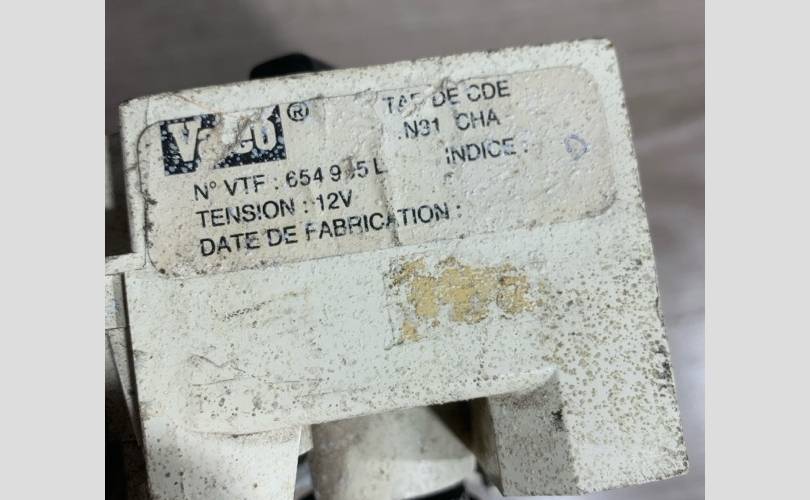 Valeo ®
TAB DE CDE
.N31 CHA
INDICE : D
N° VTF : 654 9 5 L
TENSION : 12V
DATE DE FABRICATION :